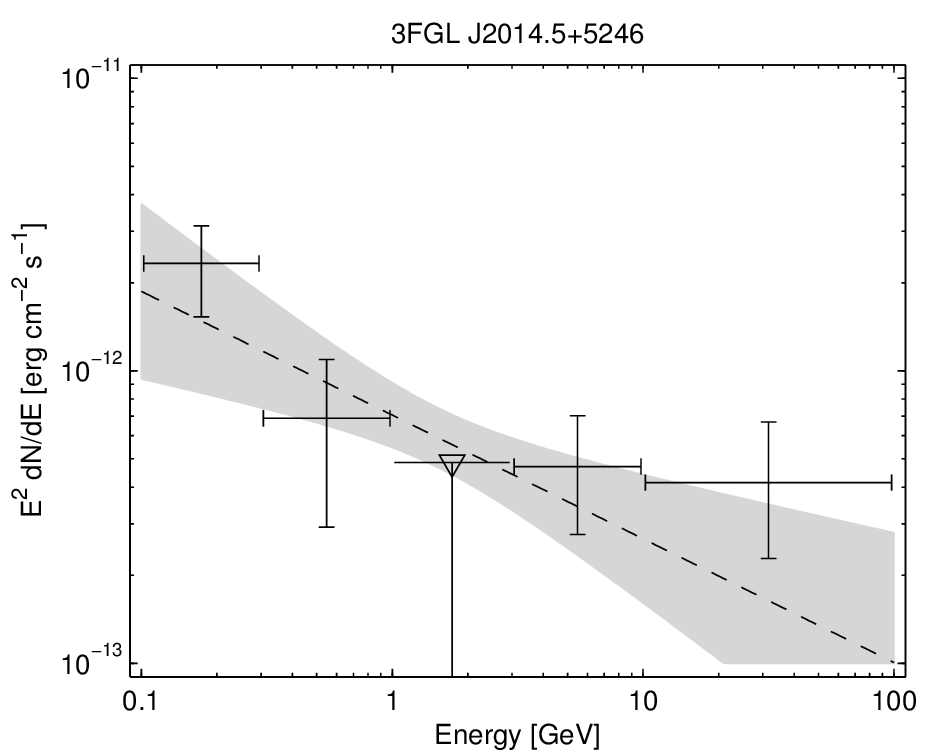 3FGL J2014.5+5246
10⁻¹¹
10⁻¹²
10⁻¹³
E² dN/dE [erg cm⁻² s⁻¹]
0.1 1 10 100
Energy [GeV]